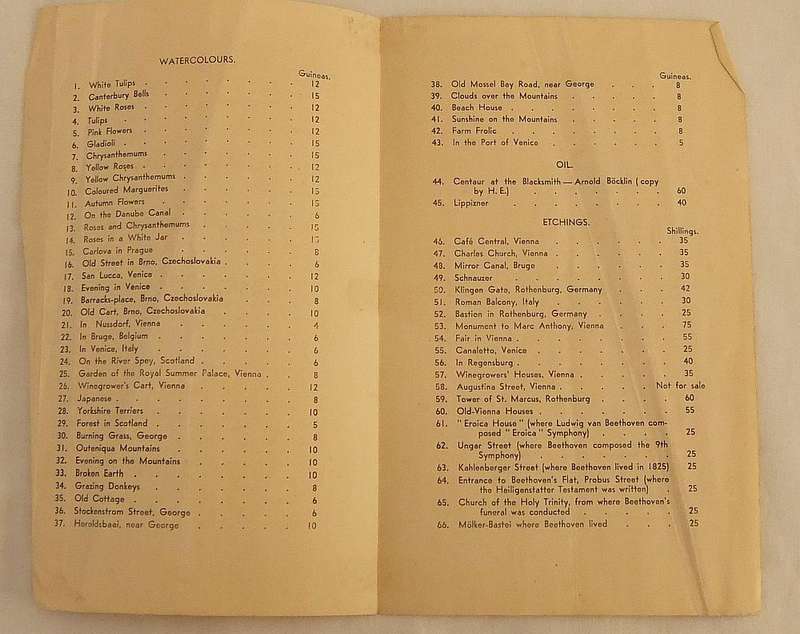 WATERCOLOURS.
Guineas.
1. White Tulips . . . . . . 12
2. Canterbury Bells . . . . . 15
3. White Roses . . . . . . 12
4. Tulips . . . . . . . 12
5. Pink Flowers . . . . . . 12
6. Gladioli . . . . . . . 15
7. Chrysanthemums . . . . . 15
8. Yellow Roses . . . . . . 12
9. Yellow Chrysanthemums . . . . 12
10. Coloured Marguerites . . . . 15
11. Autumn Flowers . . . . . 15
12. On the Danube Canal . . . . 6
13. Roses and Chrysanthemums . . . . 15
14. Roses in a White Jar . . . . 15
15. Carlova in Prague . . . . . 8
16. Old Street in Brno, Czechoslovakia . . . 6
17. San Lucca, Venice . . . . . 12
18. Evening in Venice . . . . . 10
19. Barracks-place, Brno, Czechoslovakia . . . 8
20. Old Cart, Brno, Czechoslovakia . . . 10
21. In Nussdorf, Vienna . . . . 4
22. In Bruge, Belgium . . . . . 6
23. In Venice, Italy . . . . . 6
24. On the River Spey, Scotland . . . . 6
25. Garden of the Royal Summer Palace, Vienna . 8
26. Winegrower's Cart, Vienna . . . . 12
27. Japanese . . . . . . . 8
28. Yorkshire Terriers . . . . . 10
29. Forest in Scotland . . . . . 5
30. Burning Grass, George . . . . 8
31. Outeniqua Mountains . . . . 10
32. Evening on the Mountains . . . . 10
33. Broken Earth . . . . . . 10
34. Grazing Donkeys . . . . . 8
35. Old Cottage . . . . . . 6
36. Stockenstrom Street, George . . . . 6
37. Heroldsbaai, near George . . . . 10
Guineas.
38. Old Mossel Bay Road, near George . . . 8
39. Clouds over the Mountains . . . . . 8
40. Beach House . . . . . . 8
41. Sunshine on the Mountains . . . . . 8
42. Farm Frolic . . . . . . 8
43. In the Port of Venice . . . . . 5
OIL.
44. Centaur at the Blacksmith — Arnold Böcklin (copy
by H. E.) . . . . . . 60
45. Lippizner . . . . . . 40
ETCHINGS.
Shillings.
46. Café Central, Vienna . . . . . 35
47. Charles Church, Vienna . . . . . 35
48. Mirror Canal, Bruge . . . . . 35
49. Schnauzer . . . . . . 30
50. Klingen Gate, Rothenburg, Germany . . . 42
51. Roman Balcony, Italy . . . . . 30
52. Bastion in Rothenburg, Germany . . . . 25
53. Monument to Marc Anthony, Vienna . . . 75
54. Fair in Vienna . . . . . . 55
55. Canaletto, Venice . . . . . 25
56. In Regensburg . . . . . . 40
57. Winegrowers' Houses, Vienna . . . . 35
58. Augustina Street, Vienna . . . . Not for sale
59. Tower of St. Marcus, Rothenburg . . . 60
60. Old-Vienna Houses . . . . . 55
61. "Eroica House" (where Ludwig van Beethoven com-
posed "Eroica" Symphony) . . . . 25
62. Ungar Street (where Beethoven composed the 9th
Symphony) . . . . . . 25
63. Kahlenberger Street (where Beethoven lived in 1825) 25
64. Entrance to Beethoven's Flat, Probus Street (where
the Heiligenstatter Testament was written) . 25
65. Church of the Holy Trinity, from where Beethoven's
funeral was conducted . . . . . 25
66. Mölker-Bastei where Beethoven lived . . . 25